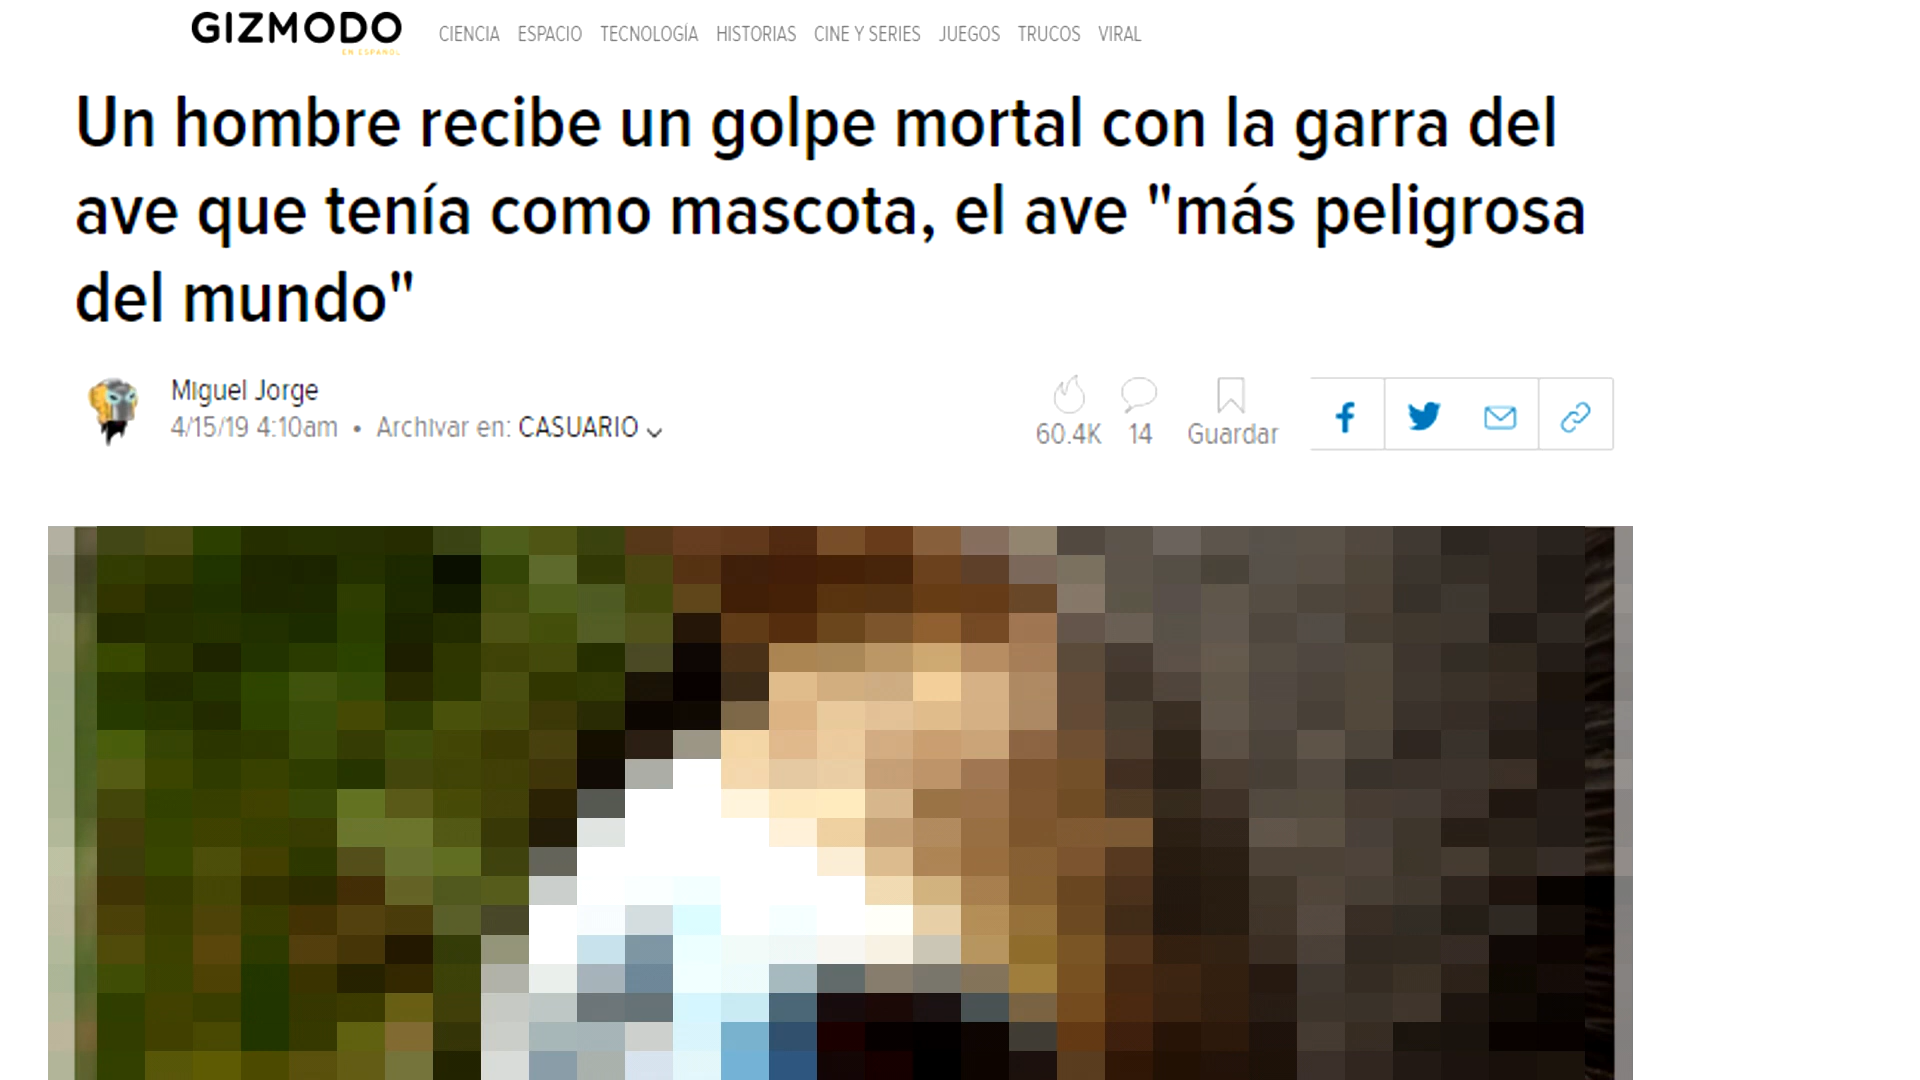 GIZMODO
EN ESPAÑOL
CIENCIA ESPACIO TECNOLOGÍA HISTORIAS CINE Y SERIES JUEGOS TRUCOS VIRAL
Un hombre recibe un golpe mortal con la garra del
ave que tenía como mascota, el ave "más peligrosa
del mundo"
Miguel Jorge
4/15/19 4:10am • Archivar en: CASUARIO
60.4K 14 Guardar